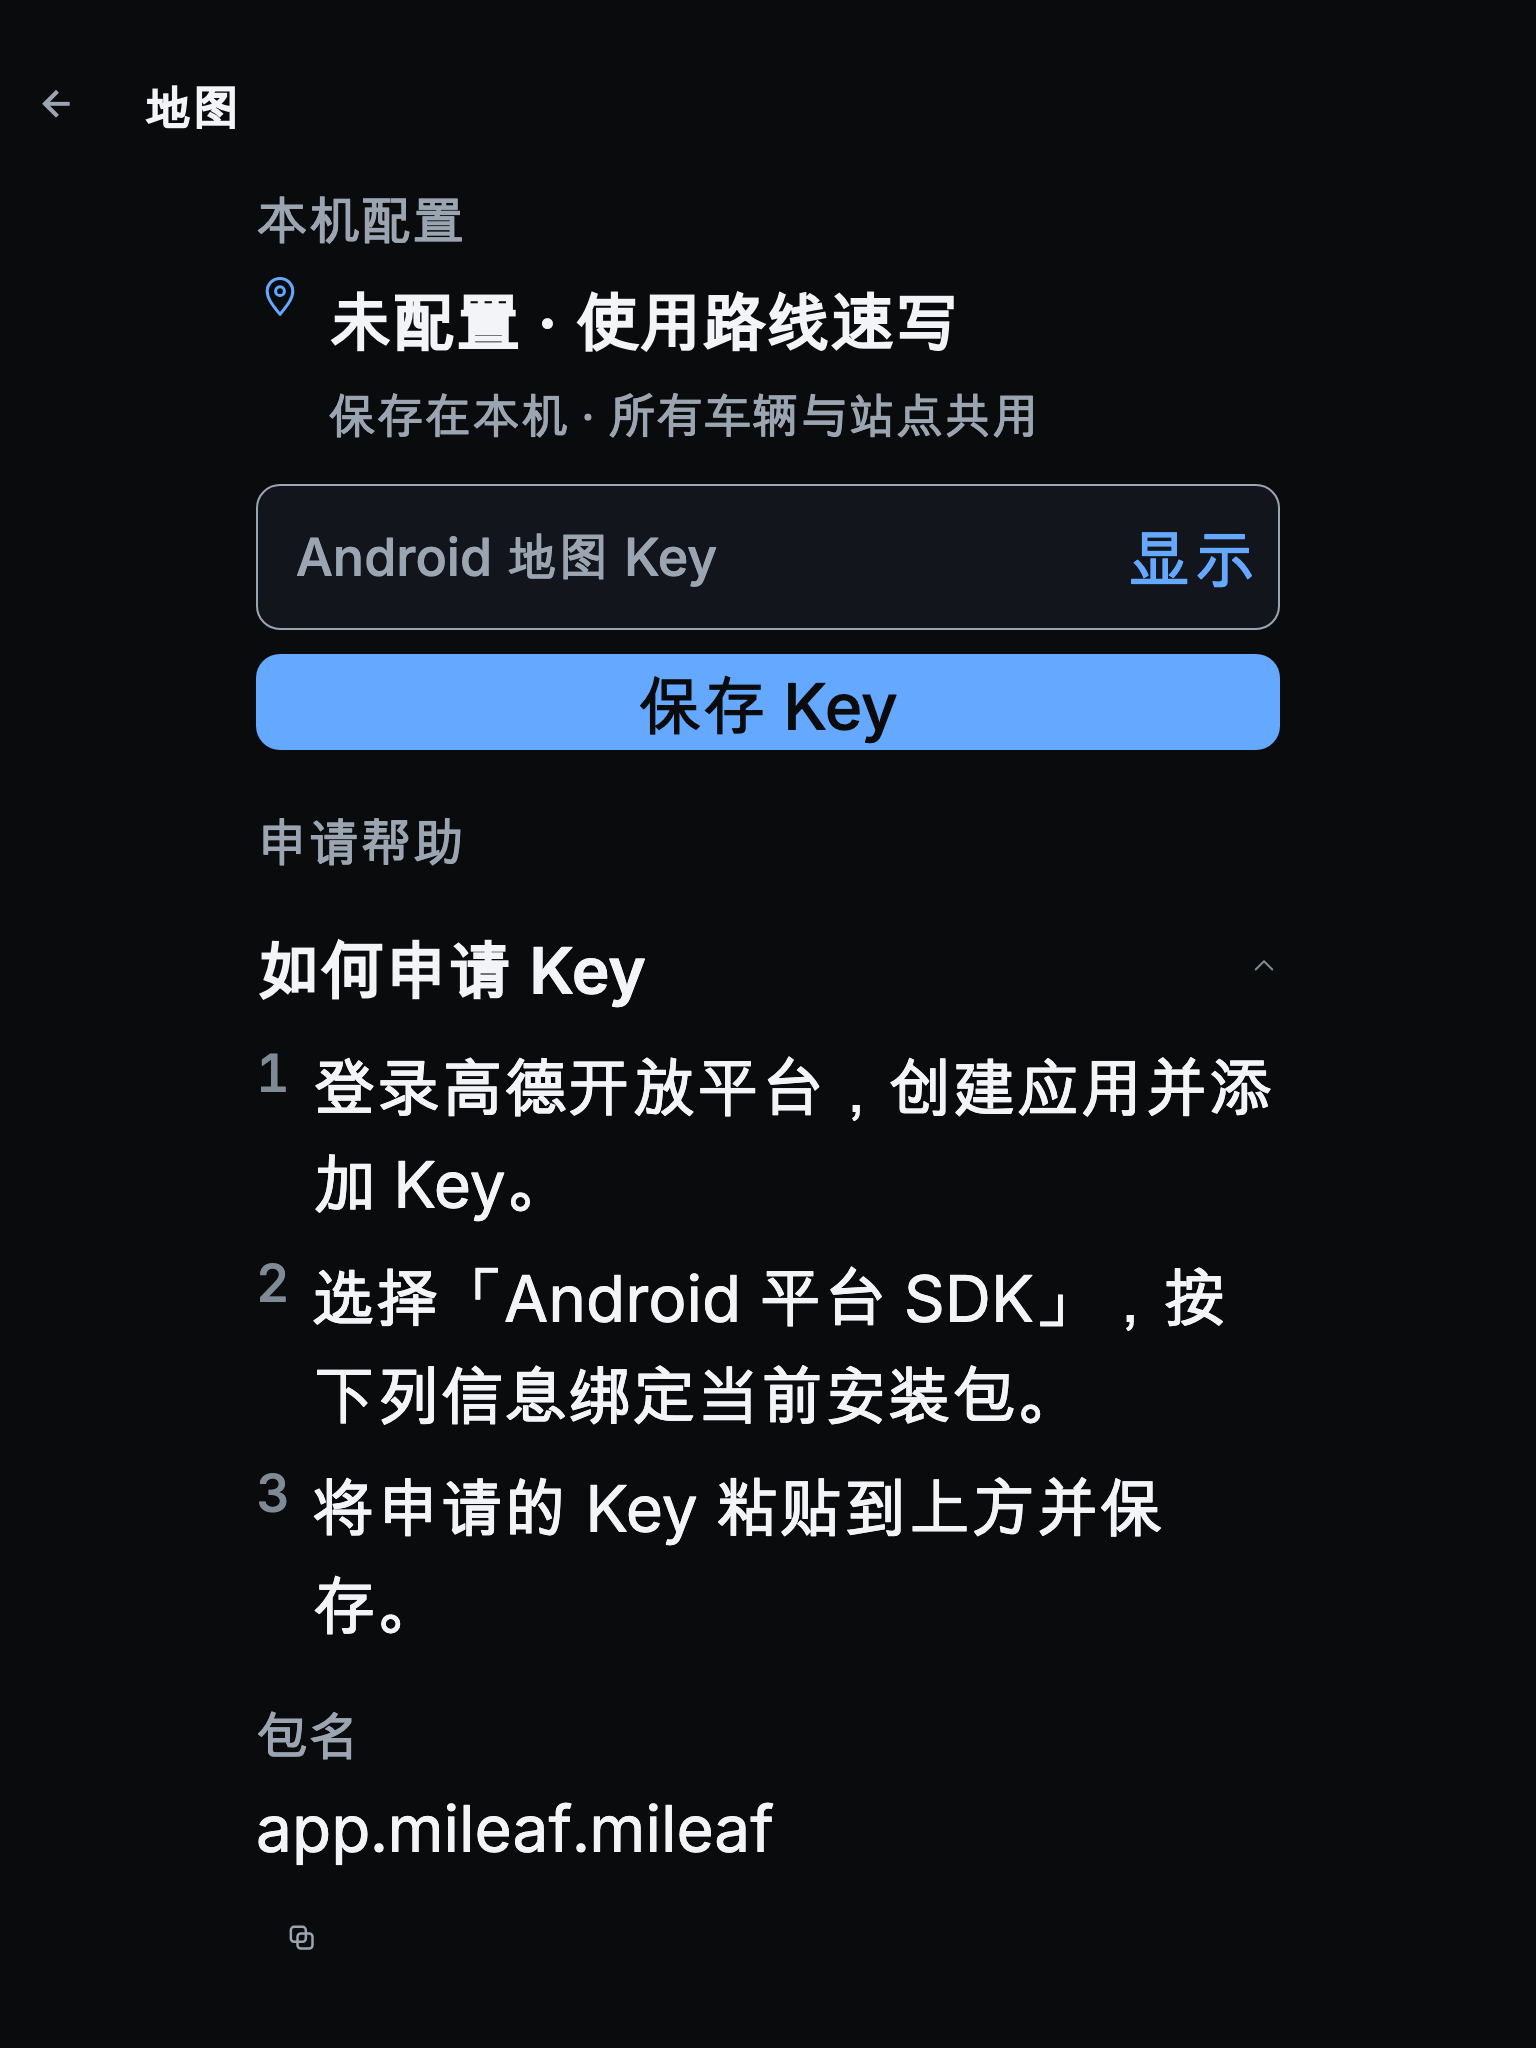 地图
本机配置
未配置 · 使用路线速写
保存在本机 · 所有车辆与站点共用
Android 地图 Key
显示
保存 Key
申请帮助
如何申请 Key
1 登录高德开放平台，创建应用并添
加 Key。
2 选择「Android 平台 SDK」，按
下列信息绑定当前安装包。
3 将申请的 Key 粘贴到上方并保
存。
包名
app.mileaf.mileaf